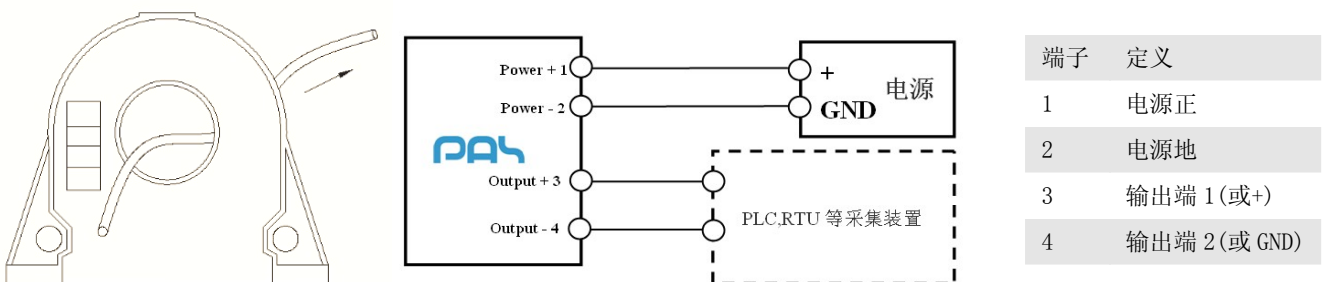 Power + 1
Power - 2
PAS
Output + 3
Output - 4
+
GND
电源
PLC,RTU 等采集装置
端子 定义
1 电源正
2 电源地
3 输出端 1(或+)
4 输出端 2(或 GND)